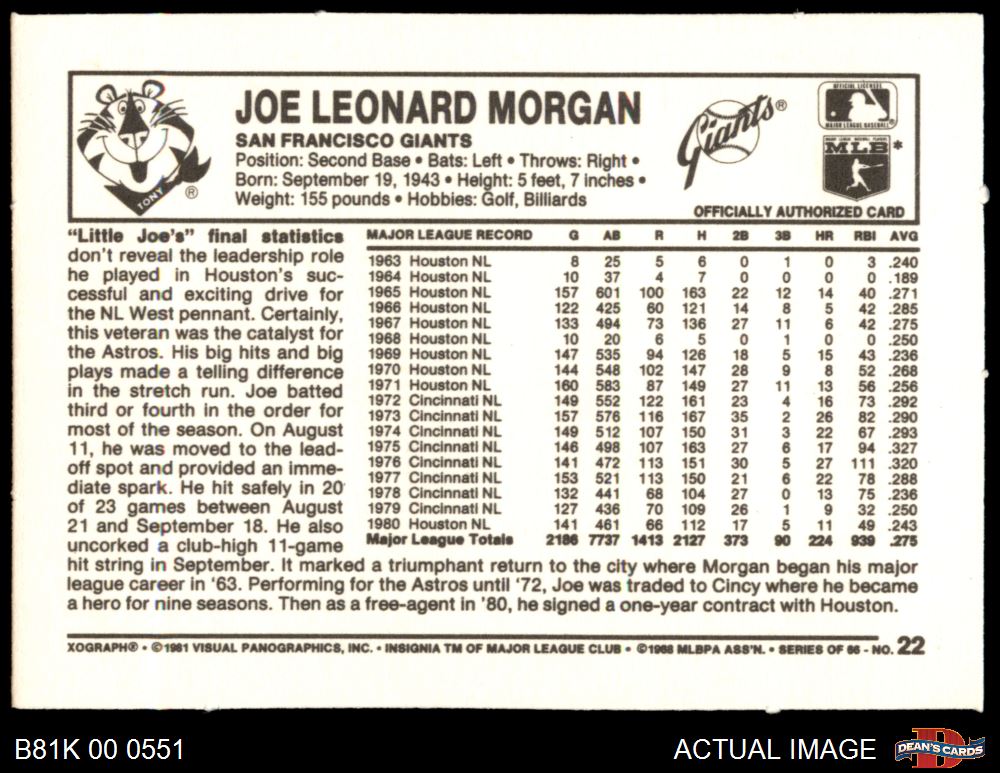 TONY ®
JOE LEONARD MORGAN
SAN FRANCISCO GIANTS
Position: Second Base • Bats: Left • Throws: Right •
Born: September 19, 1943 • Height: 5 feet, 7 inches •
Weight: 155 pounds • Hobbies: Golf, Billiards
Giants ®
OFFICIAL LICENSEE
MAJOR LEAGUE BASEBALL
MLB *
OFFICIALLY AUTHORIZED CARD
"Little Joe's" final statistics
don't reveal the leadership role
he played in Houston's suc-
cessful and exciting drive for
the NL West pennant. Certainly,
this veteran was the catalyst for
the Astros. His big hits and big
plays made a telling difference
in the stretch run. Joe batted
third or fourth in the order for
most of the season. On August
11, he was moved to the lead-
off spot and provided an imme-
diate spark. He hit safely in 20
of 23 games between August
21 and September 18. He also
uncorked a club-high 11-game
hit string in September. It marked a triumphant return to the city where Morgan began his major
league career in '63. Performing for the Astros until '72, Joe was traded to Cincy where he became
a hero for nine seasons. Then as a free-agent in '80, he signed a one-year contract with Houston.
MAJOR LEAGUE RECORD G AB R H 2B 3B HR RBI AVG
1963 Houston NL 8 25 5 6 0 1 0 3 .240
1964 Houston NL 10 37 4 7 0 0 0 0 .189
1965 Houston NL 157 601 100 163 22 12 14 40 .271
1966 Houston NL 122 425 60 121 14 8 5 42 .285
1967 Houston NL 133 494 73 136 27 11 6 42 .275
1968 Houston NL 10 20 6 5 0 1 0 0 .250
1969 Houston NL 147 535 94 126 18 5 15 43 .236
1970 Houston NL 144 548 102 147 28 9 8 52 .268
1971 Houston NL 160 583 87 149 27 11 13 56 .256
1972 Cincinnati NL 149 552 122 161 23 4 16 73 .292
1973 Cincinnati NL 157 576 116 167 35 2 26 82 .290
1974 Cincinnati NL 149 512 107 150 31 3 22 67 .293
1975 Cincinnati NL 146 498 107 163 27 6 17 94 .327
1976 Cincinnati NL 141 472 113 151 30 5 27 111 .320
1977 Cincinnati NL 153 521 113 150 21 6 22 78 .288
1978 Cincinnati NL 132 441 68 104 27 0 13 75 .236
1979 Cincinnati NL 127 436 70 109 26 1 9 32 .250
1980 Houston NL 141 461 66 112 17 5 11 49 .243
Major League Totals 2186 7737 1413 2127 373 90 224 939 .275
XOGRAPH® • ©1981 VISUAL PANOGRAPHICS, INC. • INSIGNIA TM OF MAJOR LEAGUE CLUB • ©1968 MLBPA ASS'N. • SERIES OF 66 - NO. 22
B81K 00 0551
ACTUAL IMAGE
DEAN'S CARDS